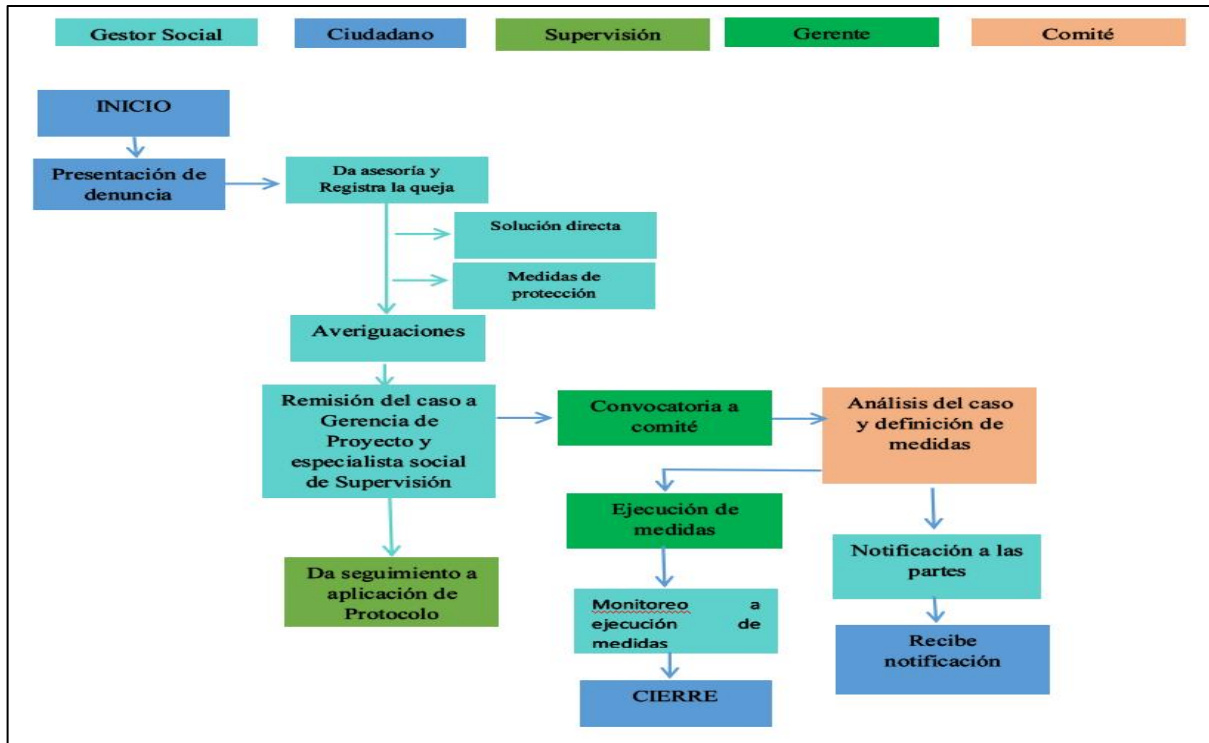 Gestor Social
Ciudadano
Supervisión
Gerente
Comité
INICIO
Presentación de
denuncia
Da asesoría y
Registra la queja
Solución directa
Medidas de
protección
Averiguaciones
Remisión del caso a
Gerencia de
Proyecto y
especialista social
de Supervisión
Convocatoria a
comité
Análisis del caso
y definición de
medidas
Ejecución de
medidas
Notificación a las
partes
Da seguimiento a
aplicación de
Protocolo
Monitoreo a
ejecución de
medidas
Recibe
notificación
CIERRE